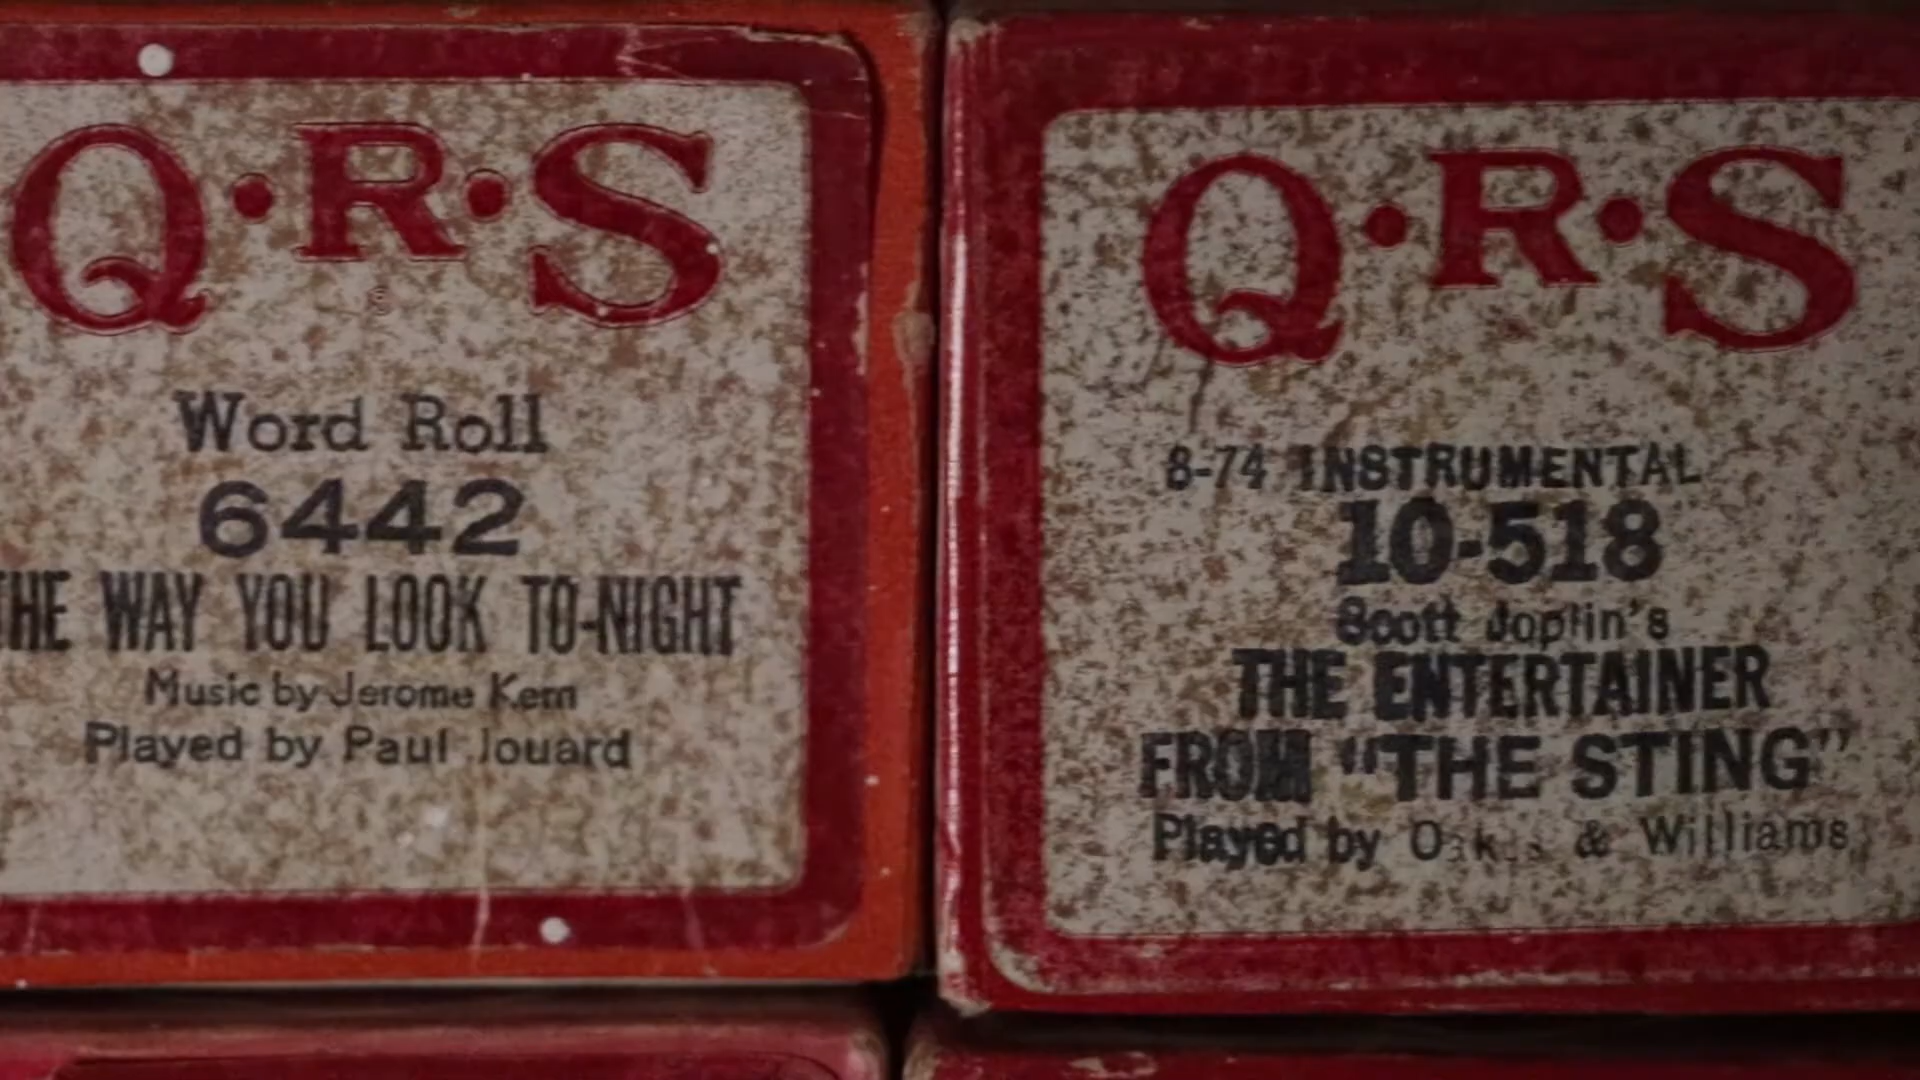 Q·R·S
Word Roll
6442
THE WAY YOU LOOK TO-NIGHT
Music by Jerome Kern
Played by Paul Jouard
Q·R·S
8-74 INSTRUMENTAL
10-518
Scott Joplin's
THE ENTERTAINER
FROM "THE STING"
Played by & Williams